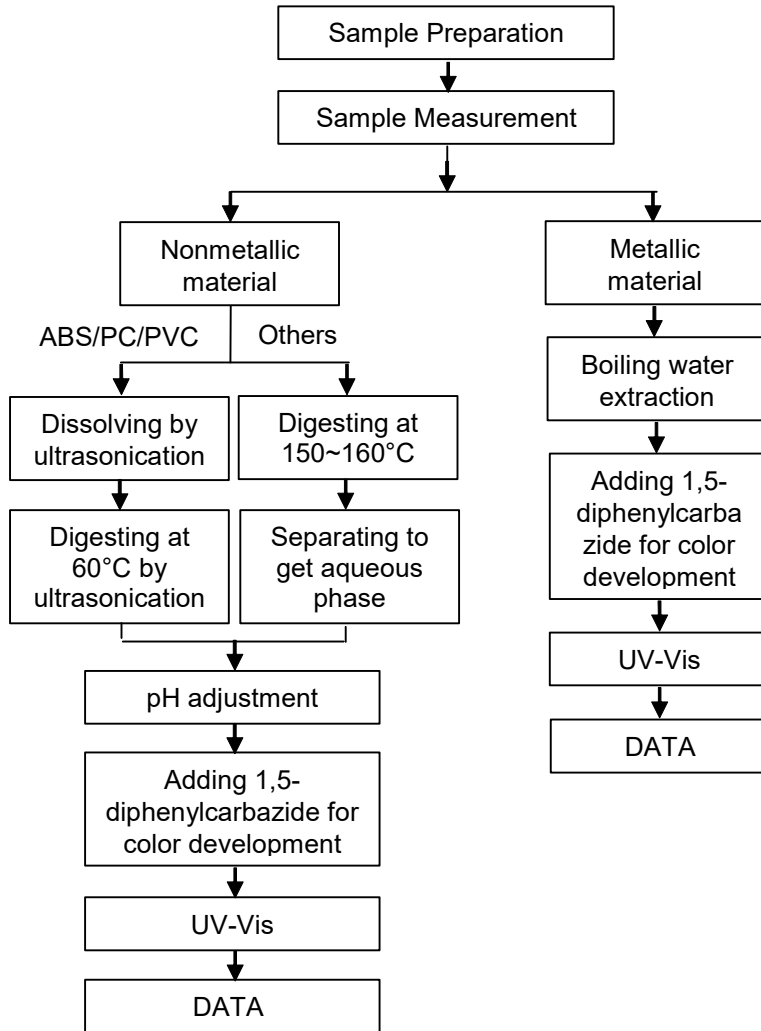 Sample Preparation
Sample Measurement
Nonmetallic
material
Metallic
material
ABS/PC/PVC
Others
Dissolving by
ultrasonication
Digesting at
150~160°C
Boiling water
extraction
Digesting at
60°C by
ultrasonication
Separating to
get aqueous
phase
Adding 1,5-
diphenylcarba
zide for color
development
pH adjustment
UV-Vis
DATA
Adding 1,5-
diphenylcarbazide for
color development
UV-Vis
DATA